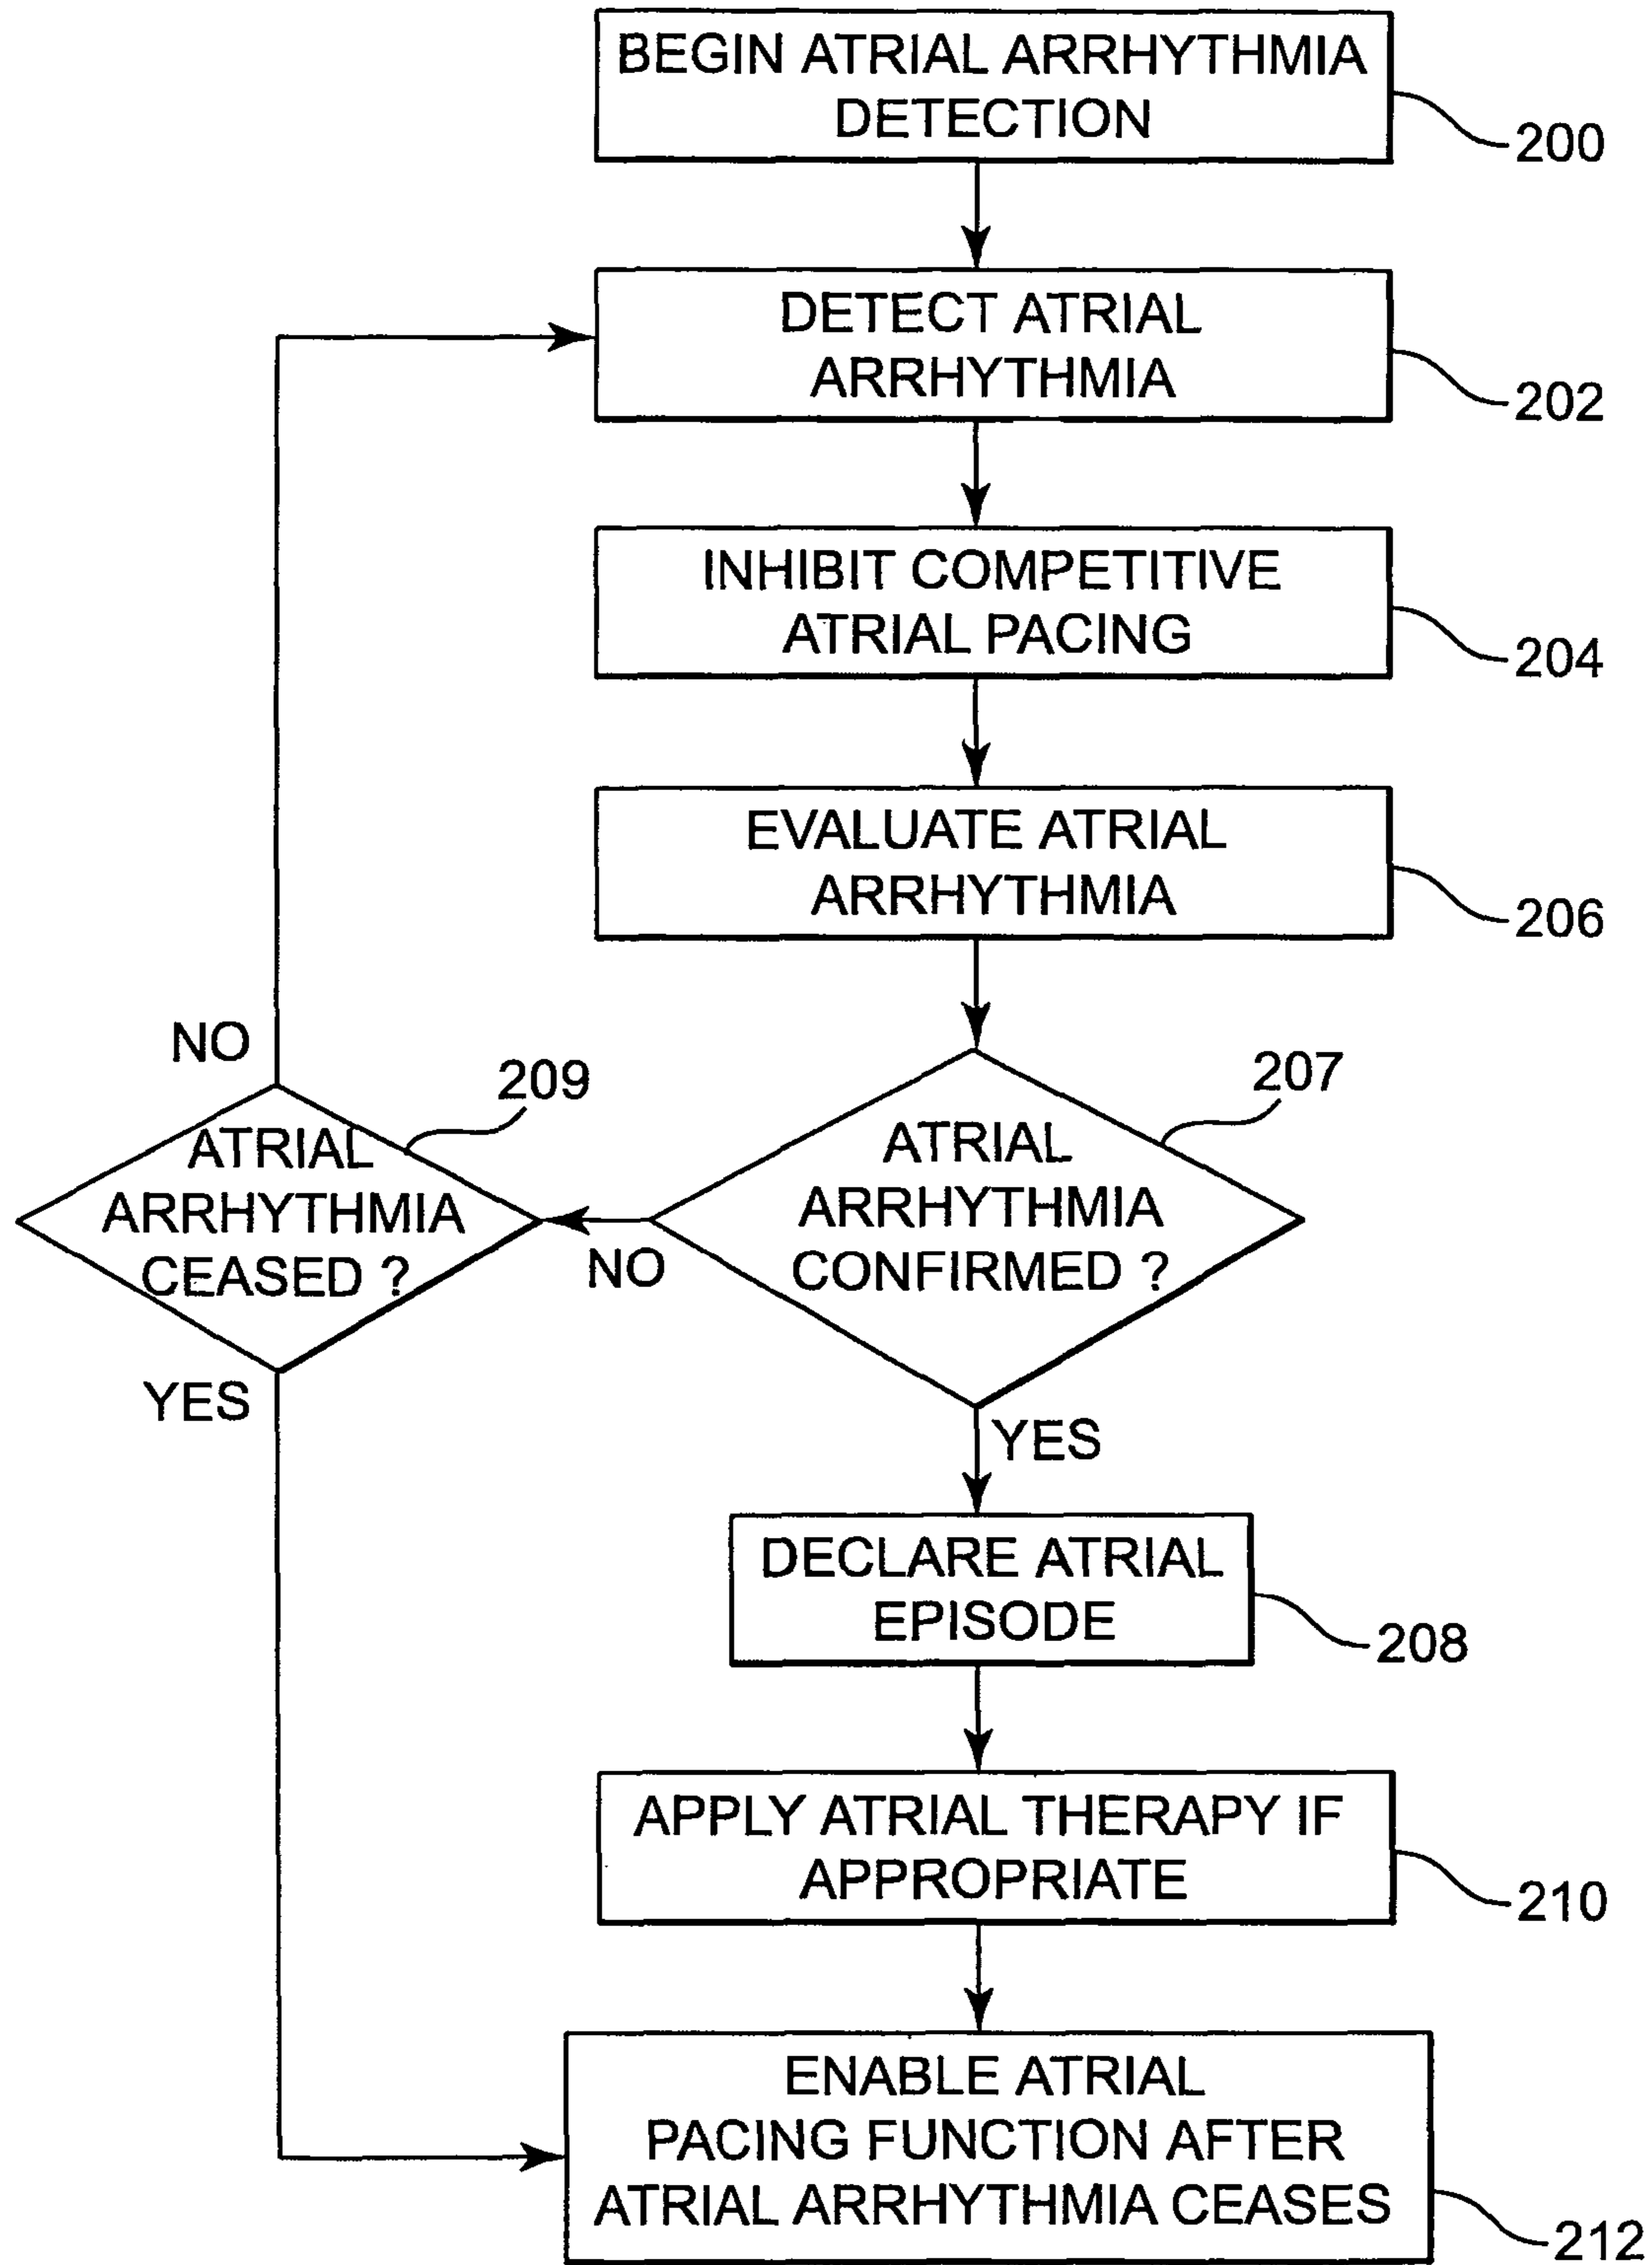 BEGIN ATRIAL ARRHYTHMIA
DETECTION
200
DETECT ATRIAL
ARRHYTHMIA
202
INHIBIT COMPETITIVE
ATRIAL PACING
204
EVALUATE ATRIAL
ARRHYTHMIA
206
NO
209
207
ATRIAL
ARRHYTHMIA
CEASED ?
NO
ATRIAL
ARRHYTHMIA
CONFIRMED ?
YES
YES
DECLARE ATRIAL
EPISODE
208
APPLY ATRIAL THERAPY IF
APPROPRIATE
210
ENABLE ATRIAL
PACING FUNCTION AFTER
ATRIAL ARRHYTHMIA CEASES
212